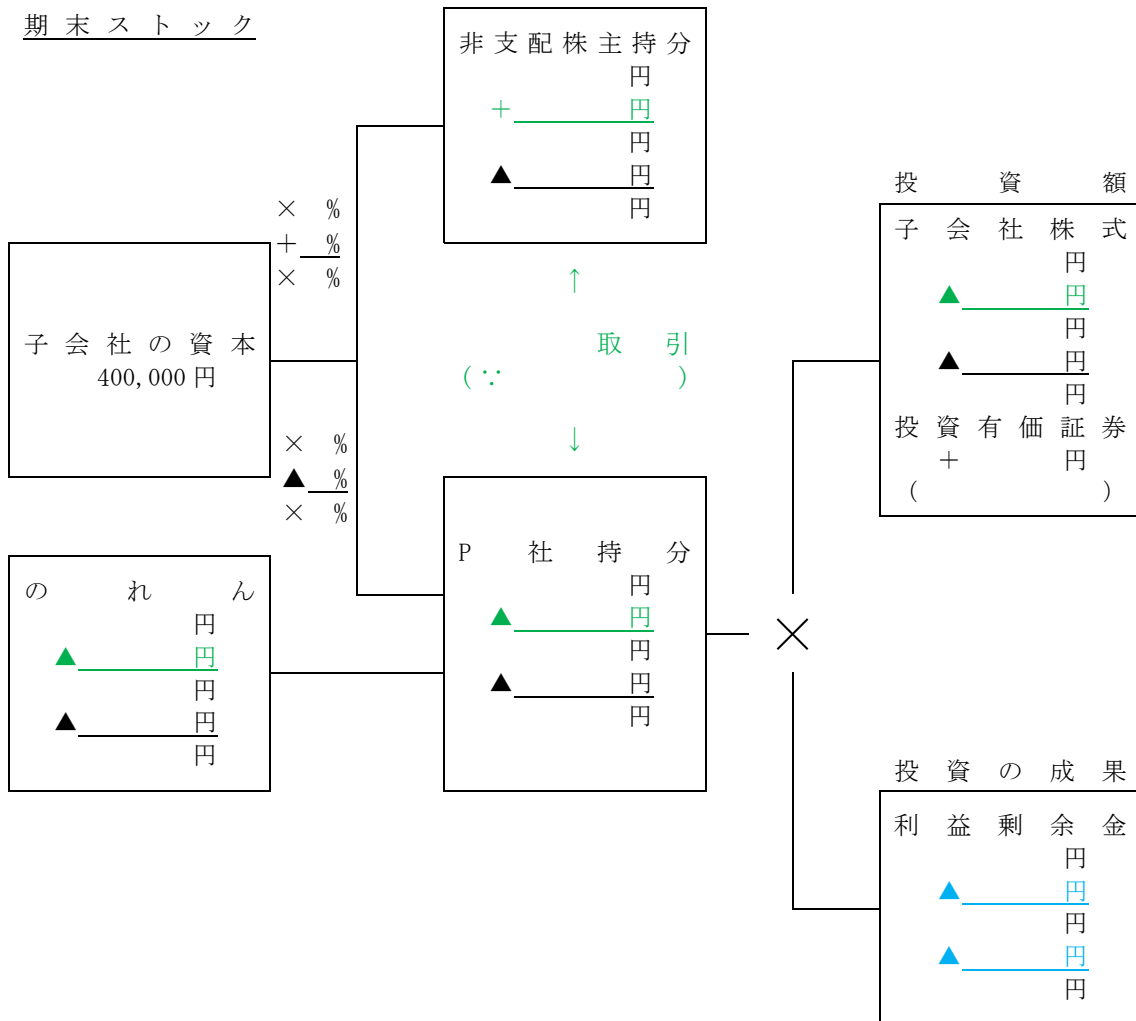 期末ストック
非支配株主持分
円
+ 円
円
▲ 円
円
× %
+ %
× %
子会社の資本
400,000円
× %
▲ %
× %
↑
取引
(∵ )
↓
のれん
円
▲ 円
円
▲ 円
円
P社持分
円
▲ 円
円
▲ 円
円
×
投資額
子会社株式
円
▲ 円
円
▲ 円
円
投資有価証券
+ 円
( )
投資の成果
利益剰余金
円
▲ 円
円
▲ 円
円